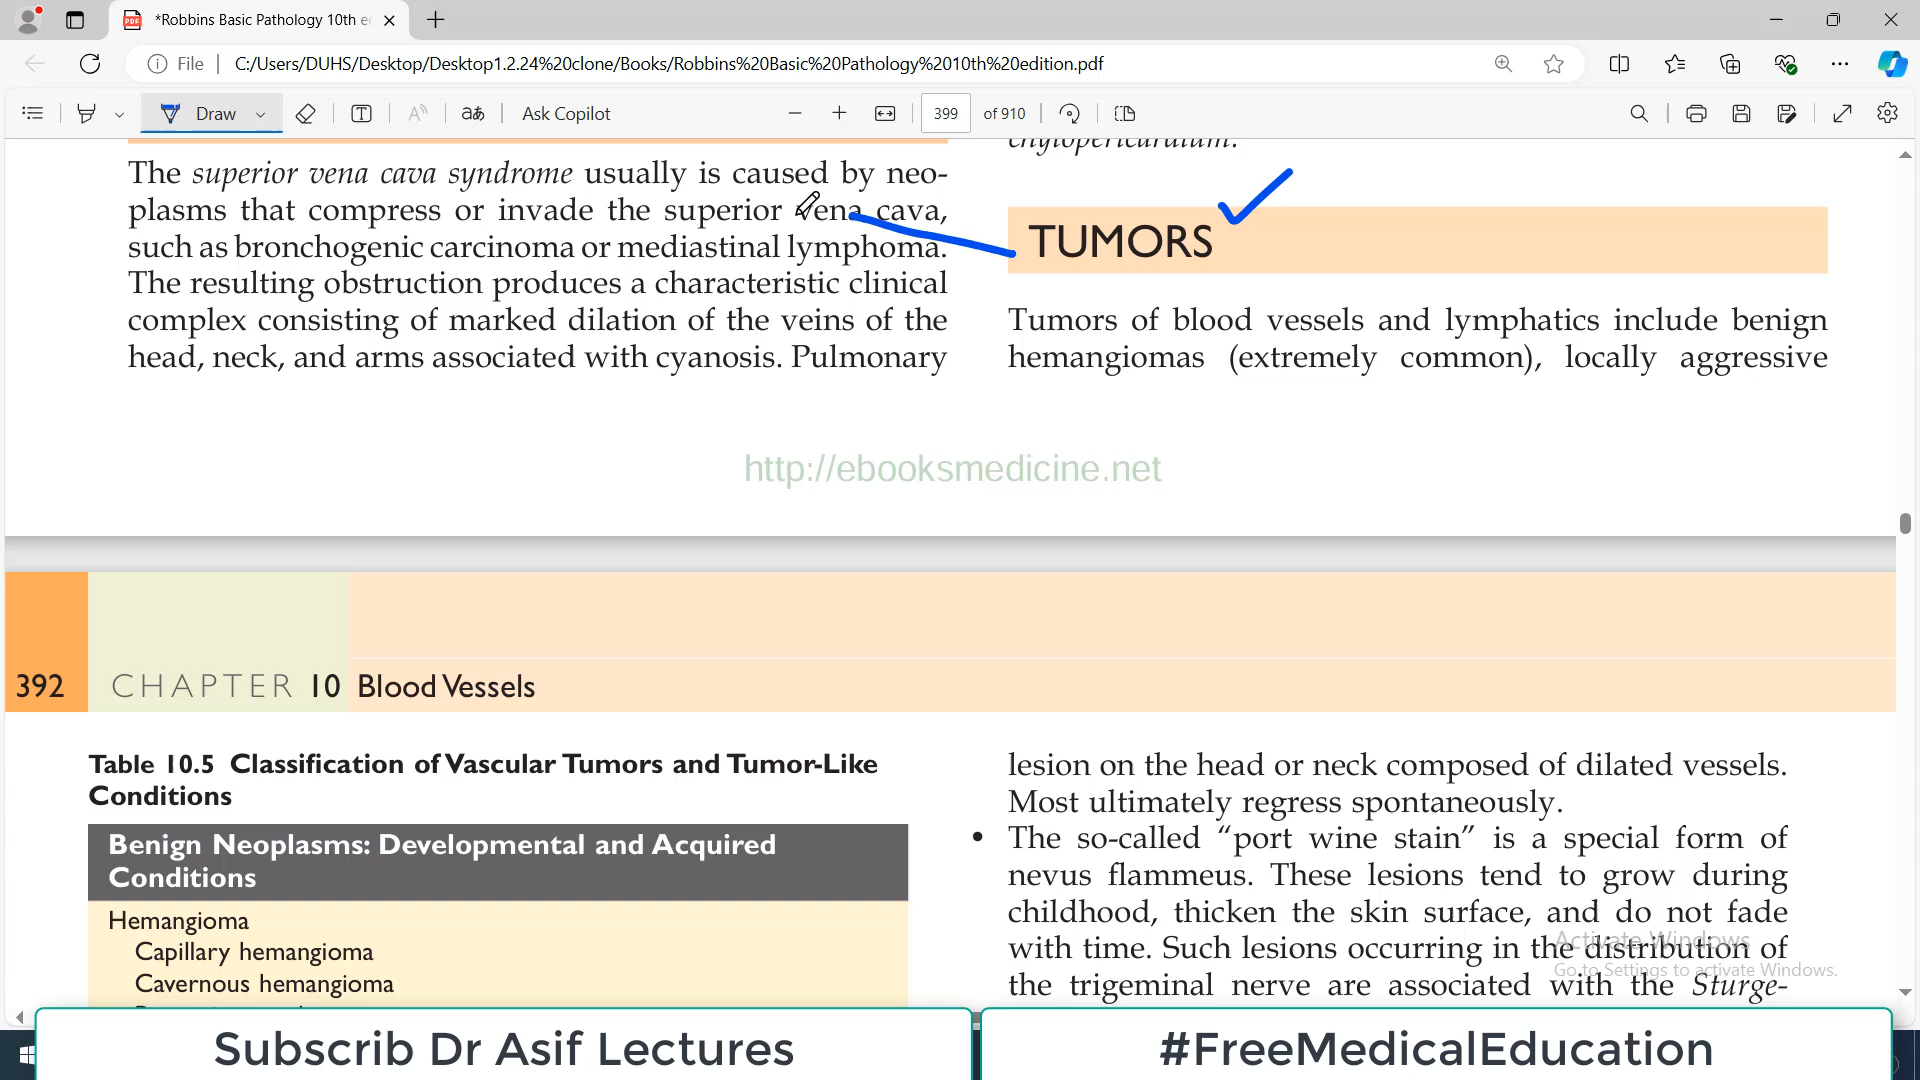 *Robbins Basic Pathology 10th e
File
C:/Users/DUHS/Desktop/Desktop1.2.24%20clone/Books/Robbins%20Basic%20Pathology%2010th%20edition.pdf
Draw
Ask Copilot
399 of 910
The superior vena cava syndrome usually is caused by neo-
plasms that compress or invade the superior vena cava,
such as bronchogenic carcinoma or mediastinal lymphoma.
The resulting obstruction produces a characteristic clinical
complex consisting of marked dilation of the veins of the
head, neck, and arms associated with cyanosis. Pulmonary
chylopericardium.
TUMORS
Tumors of blood vessels and lymphatics include benign
hemangiomas (extremely common), locally aggressive
http://ebooksmedicine.net
392 CHAPTER 10 Blood Vessels
Table 10.5 Classification of Vascular Tumors and Tumor-Like
Conditions
Benign Neoplasms: Developmental and Acquired
Conditions
Hemangioma
Capillary hemangioma
Cavernous hemangioma
lesion on the head or neck composed of dilated vessels.
Most ultimately regress spontaneously.
• The so-called “port wine stain” is a special form of
nevus flammeus. These lesions tend to grow during
childhood, thicken the skin surface, and do not fade
with time. Such lesions occurring in the distribution of
the trigeminal nerve are associated with the Sturge-
Activate Windows
Go to Settings to activate Windows.
Subscrib Dr Asif Lectures
#FreeMedicalEducation